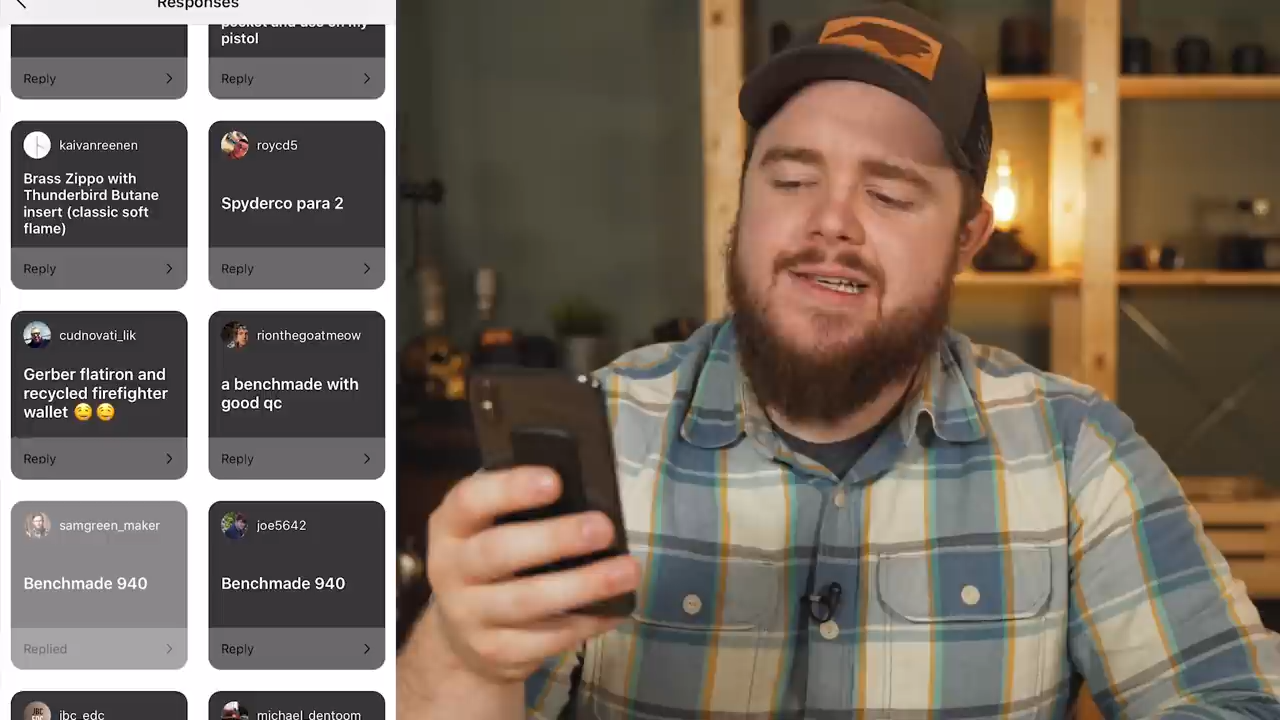 Responses
pocket and use on my
pistol
Reply
Reply
kaivanreenen
Brass Zippo with
Thunderbird Butane
insert (classic soft
flame)
Reply
roycd5
Spyderco para 2
Reply
cudnovati_lik
Gerber flatiron and
recycled firefighter
wallet 🤤🤤
Reply
rionthegoatmeow
a benchmade with
good qc
Reply
samgreen_maker
Benchmade 940
Replied
joe5642
Benchmade 940
Reply
jbc_edc
michael_dentoom